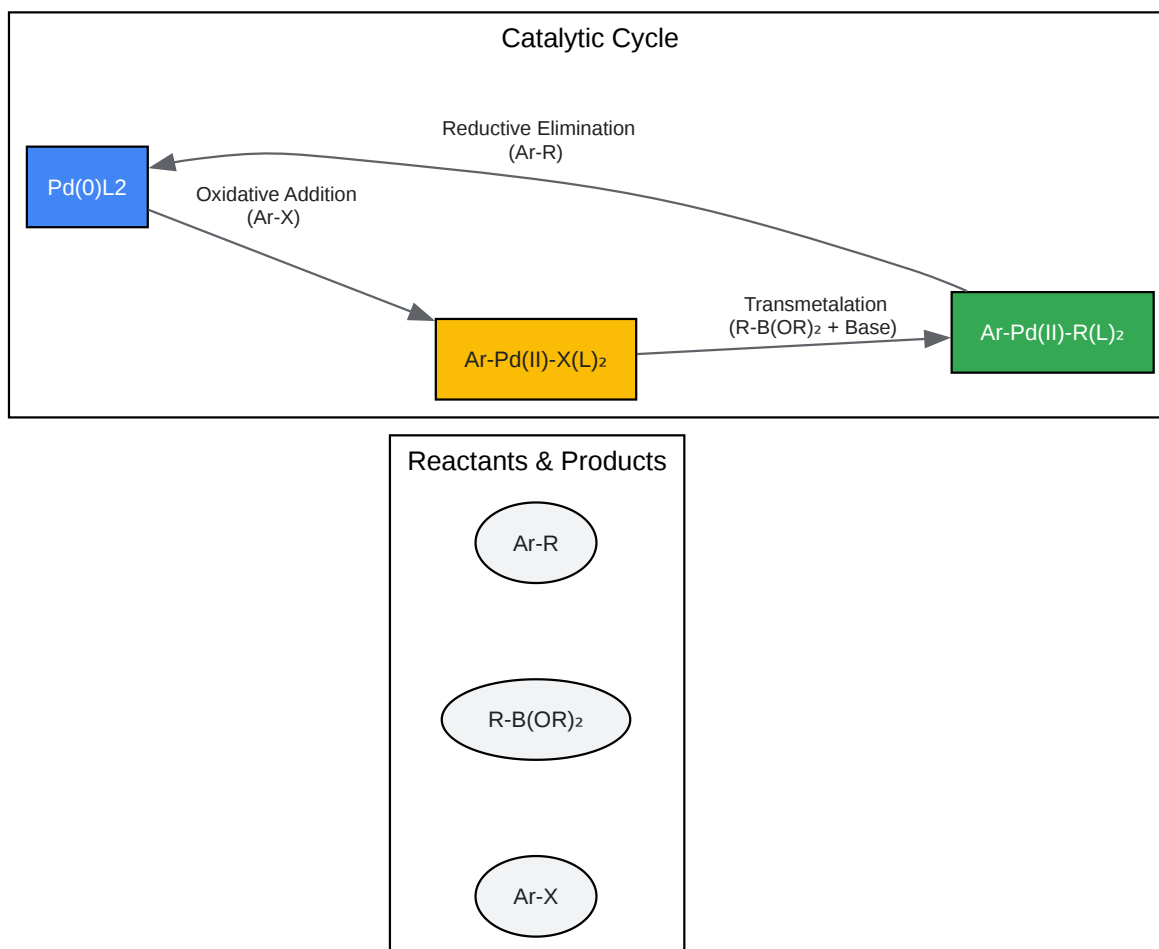 Catalytic Cycle
Reductive Elimination
(Ar-R)
Pd(0)L2
Oxidative Addition
(Ar-X)
Transmetalation
(R-B(OR)₂ + Base)
Ar-Pd(II)-R(L)₂
Ar-Pd(II)-X(L)₂
Reactants & Products
Ar-R
R-B(OR)₂
Ar-X